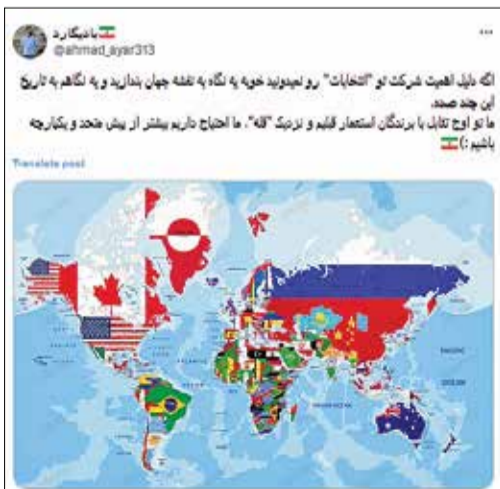 بادیگارد
@ahmad_ayar313
اگه دلیل اهمیت شرکت تو "انتخابات" رو نمیدونید خوبه یه نگاه به نقشه جهان بندازید و یه نگاهم به تاریخ
این چند صده.
ما تو اوج تقابل با برندگان استعمار قدیم و نزدیک "قله"، ما احتیاج داریم بیشتر از پیش متحد و یکپارچه
باشیم :)
Translate post